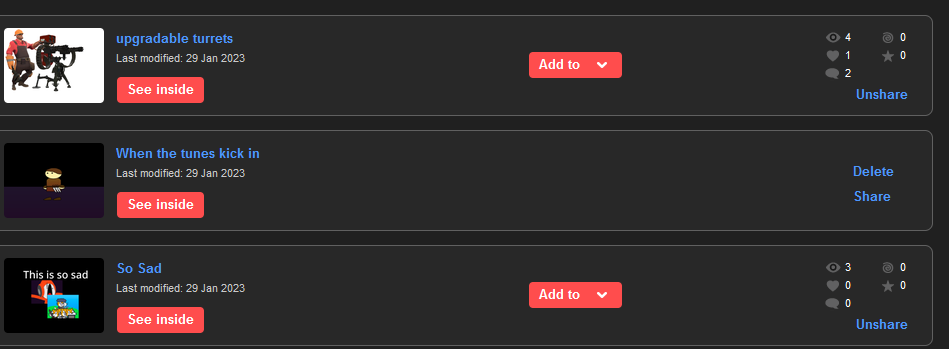 upgradable turrets
Last modified: 29 Jan 2023
See inside
Add to
4
0
1
0
2
Unshare
When the tunes kick in
Last modified: 29 Jan 2023
See inside
Delete
Share
This is so sad
So Sad
Last modified: 29 Jan 2023
See inside
Add to
3
0
0
0
0
Unshare